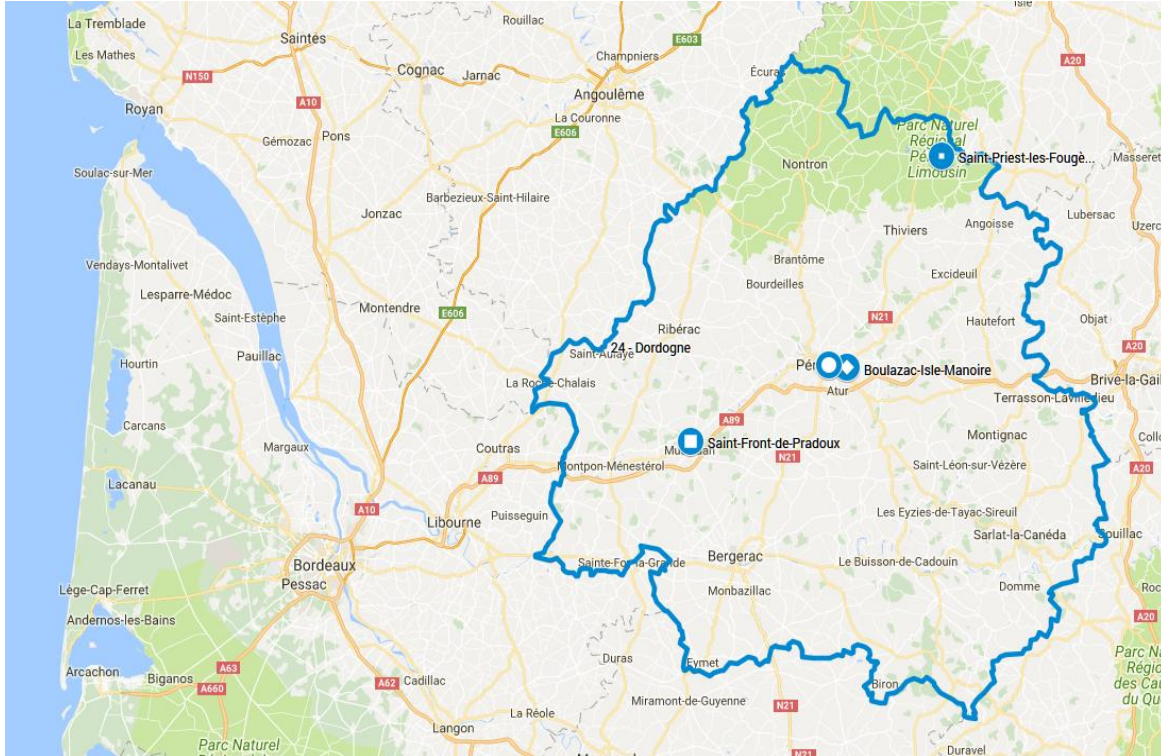 La Tremblade
Rouillac
Isle
Saintes
E603
Les Mathes
Champniers
A20
Cognac
Jarnac
Écuras
N150
A10
Angoulême
Royan
La Couronne
Parc Naturel
Régional
Limousin
Gémozac
Pons
E606
Saint-Priest-les-Fougè...
Nontron
Masseret
Soulac-sur-Mer
Barbezieux-Saint-Hilaire
Jonzac
Lubersac
Angoisse
Thiviers
Brantôme
Vendays-Montalivet
Excideuil
Bourdeilles
Lesparre-Médoc
Montendre
E606
Saint-Estèphe
N21
Hautefort
Objat
Ribérac
24 - Dordogne
Saint-Aulaye
A20
Pauillac
Hourtin
Boulazac-Isle-Manoire
La Roche-Chalais
Brive-la-Gail
Atur
Terrasson-Lavilledieu
Carcans
A89
Montignac
Margaux
Coutras
Saint-Front-de-Pradoux
N21
Montpon-Ménestérol
Saint-Léon-sur-Vézère
A89
A20
Lacanau
A10
Puisseguin
Les Eyzies-de-Tayac-Sireuil
Libourne
Sarlat-la-Canéda
Souillac
Bordeaux
Pessac
Bergerac
Le Buisson-de-Cadouin
Sainte-Foy-la-Grande
Lège-Cap-Ferret
Monbazillac
Domme
Andernos-les-Bains
A20
Duras
Eymet
A63
Arcachon
Biganos
A660
A62
Cadillac
Biron
Miramont-de-Guyenne
N21
La Réole
Langon
Parc Naturel
N21
Duravel